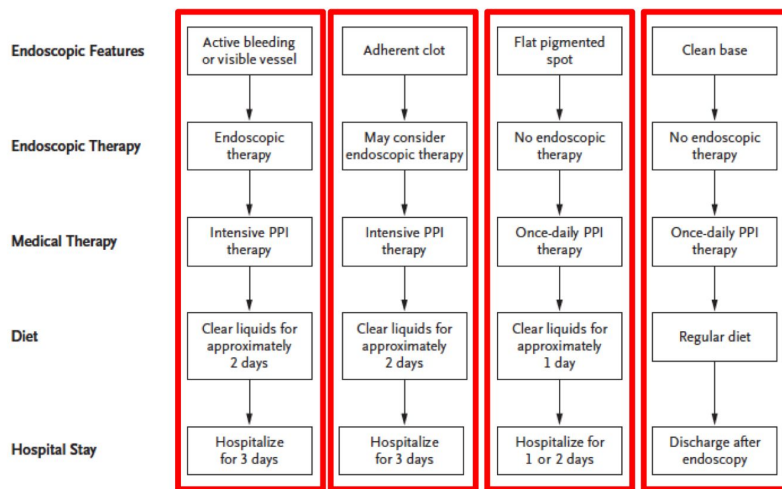 Endoscopic Features
Active bleeding
or visible vessel
Adherent clot
Flat pigmented
spot
Clean base
Endoscopic Therapy
Endoscopic
therapy
May consider
endoscopic therapy
No endoscopic
therapy
No endoscopic
therapy
Medical Therapy
Intensive PPI
therapy
Intensive PPI
therapy
Once-daily PPI
therapy
Once-daily PPI
therapy
Diet
Clear liquids for
approximately
2 days
Clear liquids for
approximately
2 days
Clear liquids for
approximately
1 day
Regular diet
Hospital Stay
Hospitalize
for 3 days
Hospitalize
for 3 days
Hospitalize for
1 or 2 days
Discharge after
endoscopy